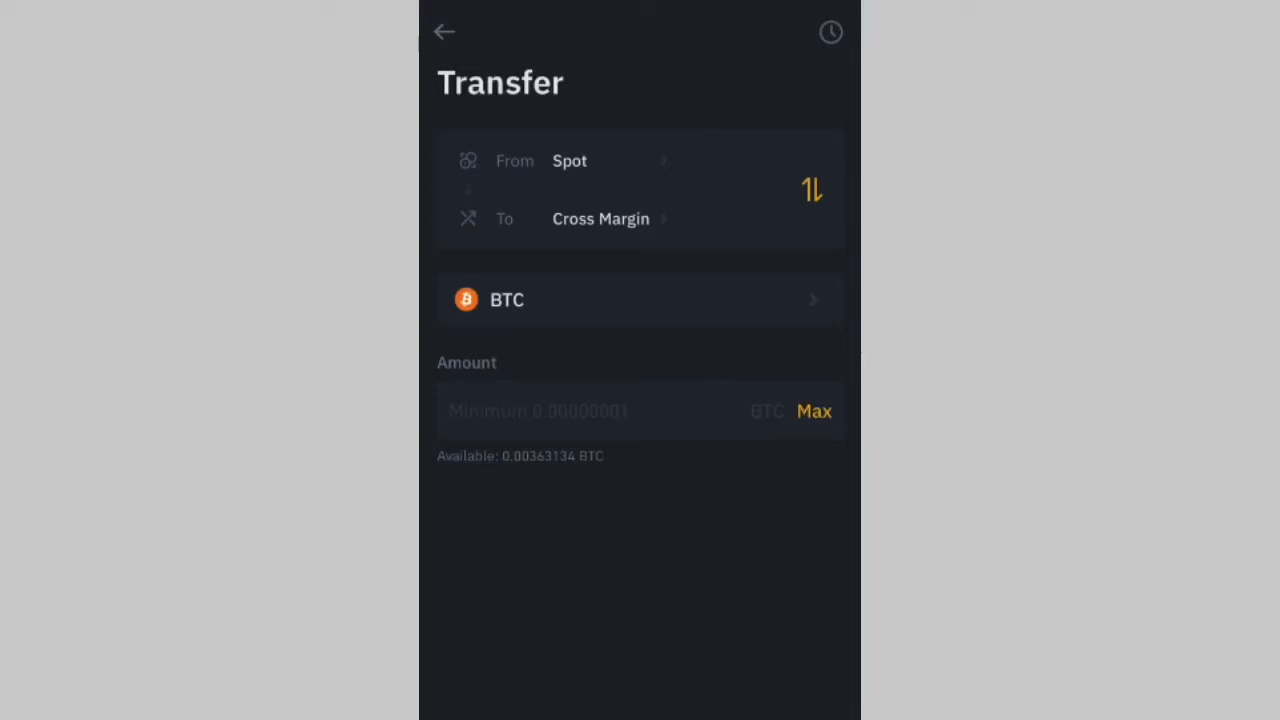 Transfer
From Spot
To Cross Margin
BTC
Amount
Minimum 0.00000001 BTC Max
Available: 0.00363134 BTC